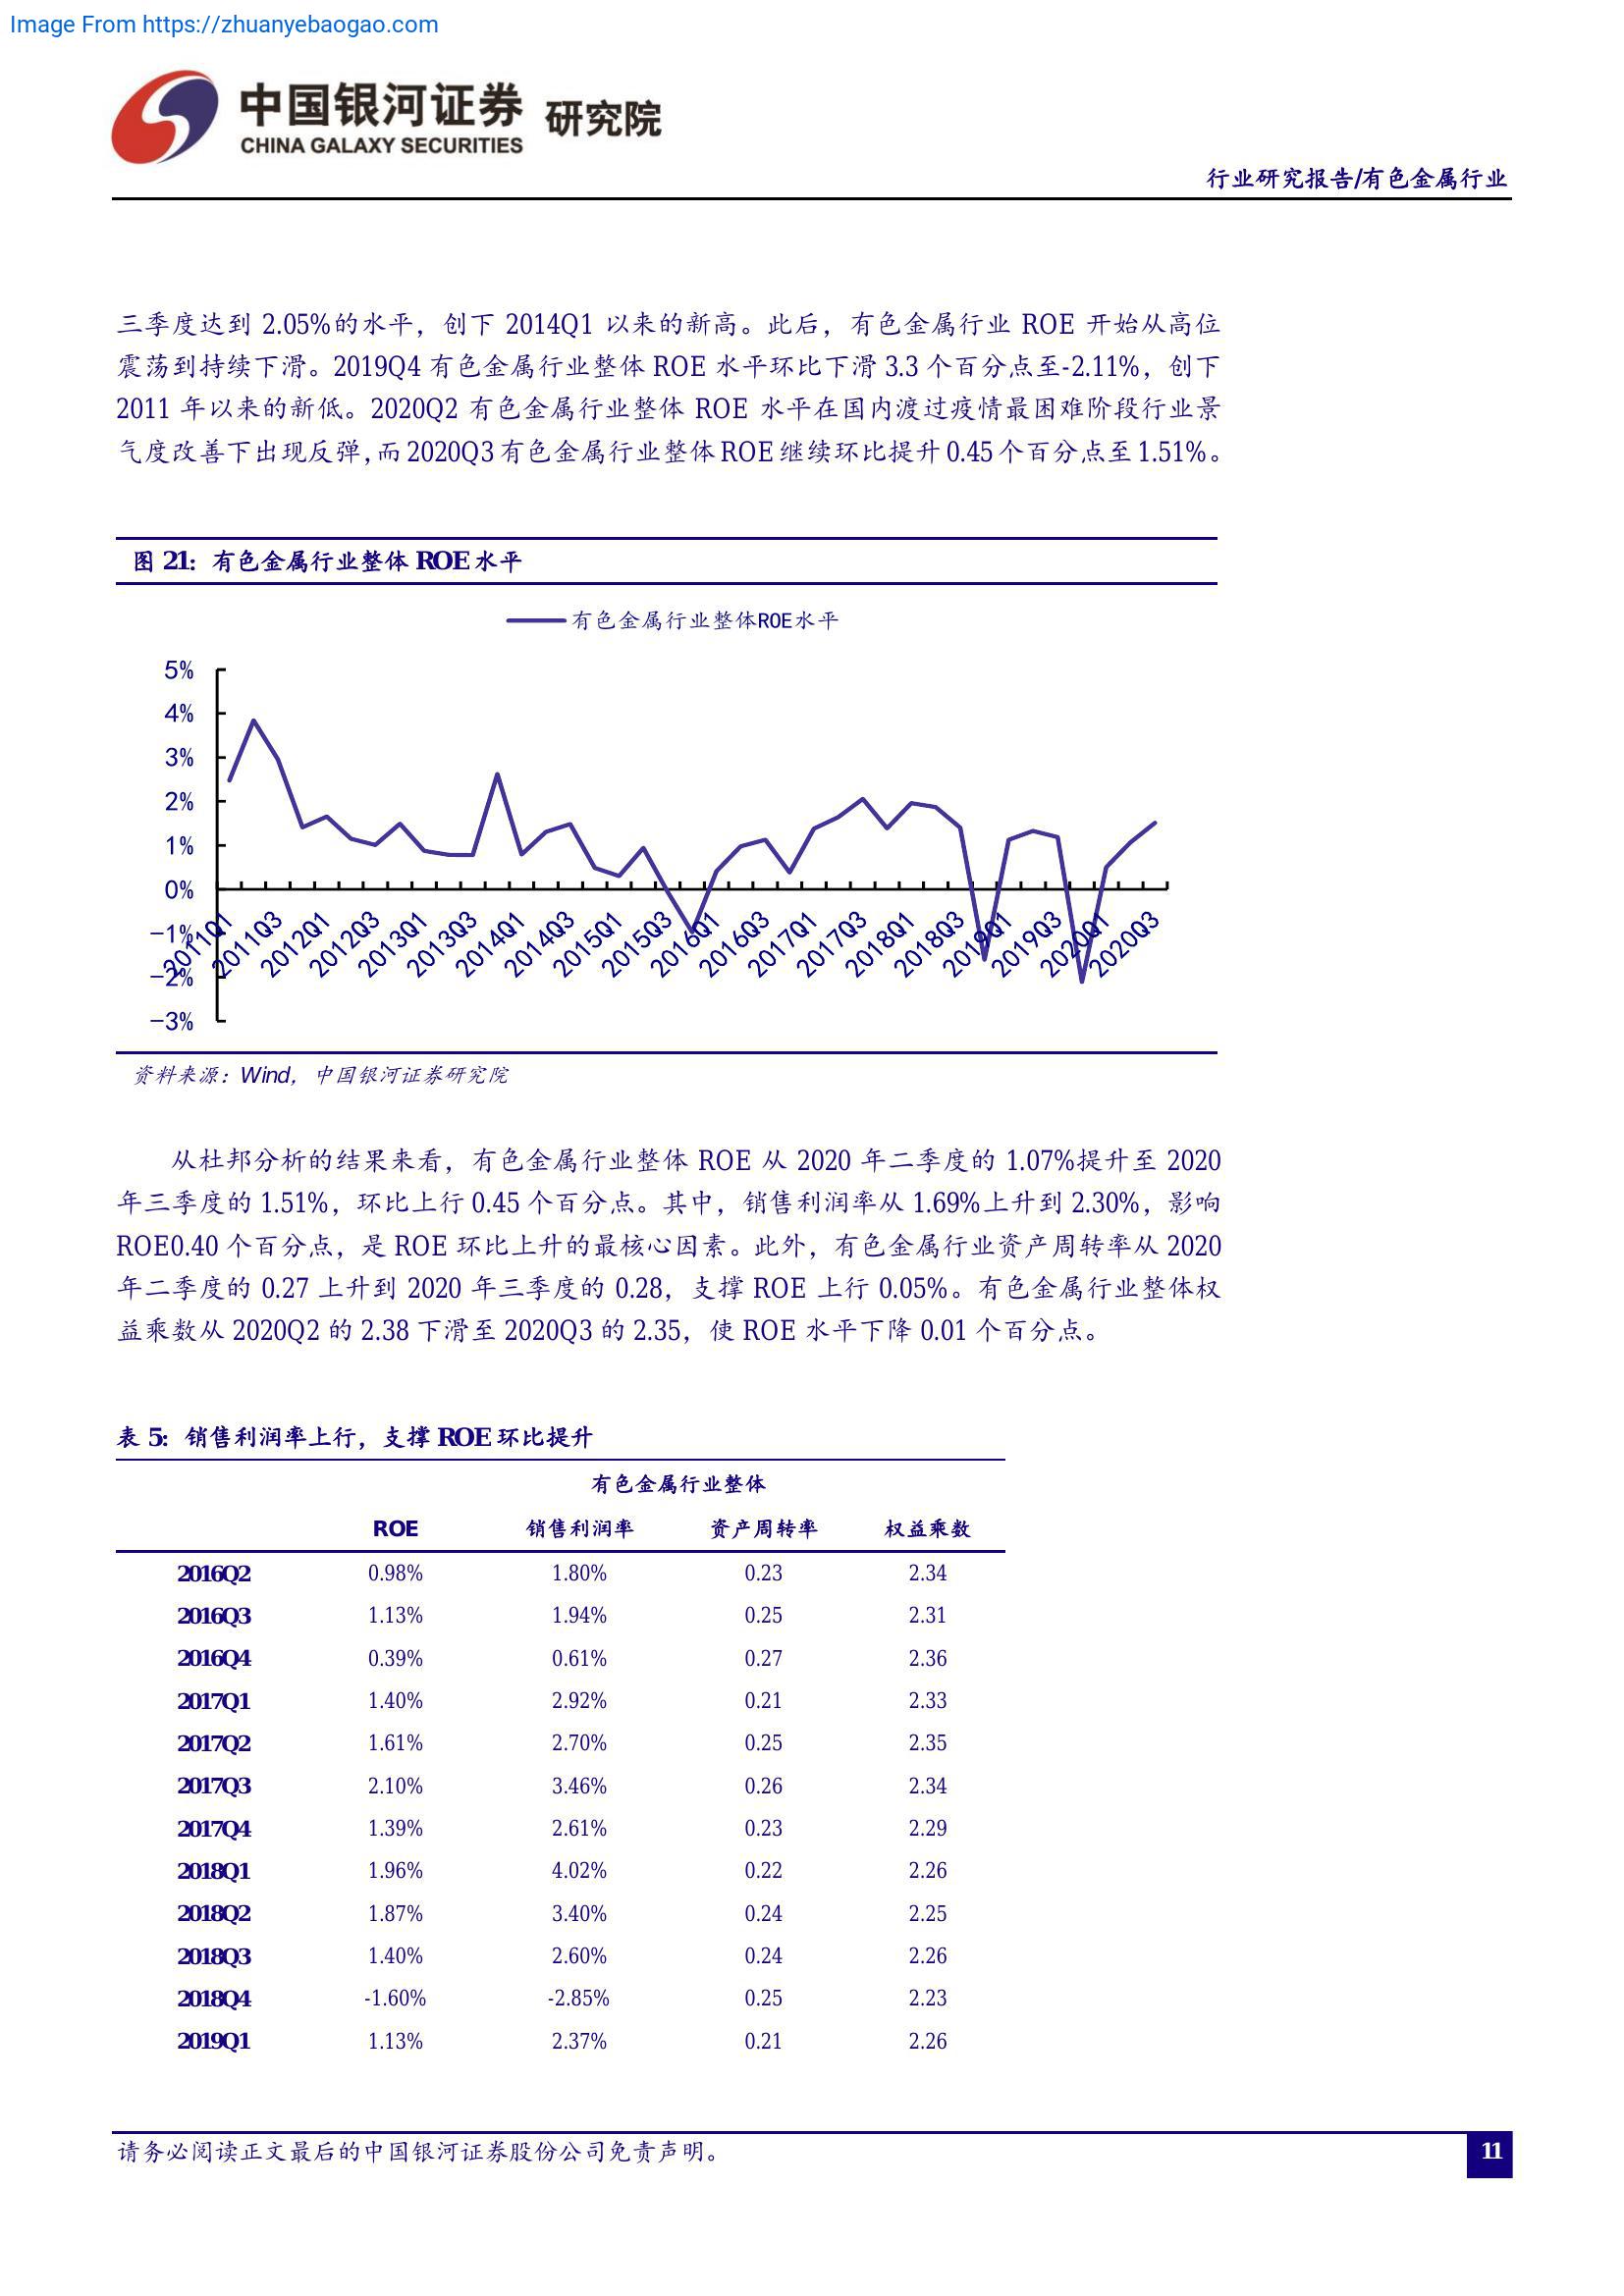 Image From https://zhuanyebaogao.com
中国银河证券 研究院
CHINA GALAXY SECURITIES
行业研究报告/有色金属行业
三季度达到 2.05%的水平，创下 2014Q1 以来的新高。此后，有色金属行业 ROE 开始从高位
震荡到持续下滑。2019Q4 有色金属行业整体 ROE 水平环比下滑 3.3 个百分点至-2.11%，创下
2011 年以来的新低。2020Q2 有色金属行业整体 ROE 水平在国内渡过疫情最困难阶段行业景
气度改善下出现反弹，而 2020Q3 有色金属行业整体 ROE 继续环比提升 0.45 个百分点至 1.51%。
图 21：有色金属行业整体 ROE 水平
有色金属行业整体ROE水平
5%
4%
3%
2%
1%
0%
-1%
-2%
-3%
2011Q1 2011Q3 2012Q1 2012Q3 2013Q1 2013Q3 2014Q1 2014Q3 2015Q1 2015Q3 2016Q1 2016Q3 2017Q1 2017Q3 2018Q1 2018Q3 2019Q1 2019Q3 2020Q1 2020Q3
资料来源：Wind，中国银河证券研究院
从杜邦分析的结果来看，有色金属行业整体 ROE 从 2020 年二季度的 1.07%提升至 2020
年三季度的 1.51%，环比上行 0.45 个百分点。其中，销售利润率从 1.69%上升到 2.30%，影响
ROE0.40 个百分点，是 ROE 环比上升的最核心因素。此外，有色金属行业资产周转率从 2020
年二季度的 0.27 上升到 2020 年三季度的 0.28，支撑 ROE 上行 0.05%。有色金属行业整体权
益乘数从 2020Q2 的 2.38 下滑至 2020Q3 的 2.35，使 ROE 水平下降 0.01 个百分点。
表 5：销售利润率上行，支撑 ROE 环比提升
有色金属行业整体
ROE 销售利润率 资产周转率 权益乘数
2016Q2 0.98% 1.80% 0.23 2.34
2016Q3 1.13% 1.94% 0.25 2.31
2016Q4 0.39% 0.61% 0.27 2.36
2017Q1 1.40% 2.92% 0.21 2.33
2017Q2 1.61% 2.70% 0.25 2.35
2017Q3 2.10% 3.46% 0.26 2.34
2017Q4 1.39% 2.61% 0.23 2.29
2018Q1 1.96% 4.02% 0.22 2.26
2018Q2 1.87% 3.40% 0.24 2.25
2018Q3 1.40% 2.60% 0.24 2.26
2018Q4 -1.60% -2.85% 0.25 2.23
2019Q1 1.13% 2.37% 0.21 2.26
请务必阅读正文最后的中国银河证券股份公司免责声明。
11